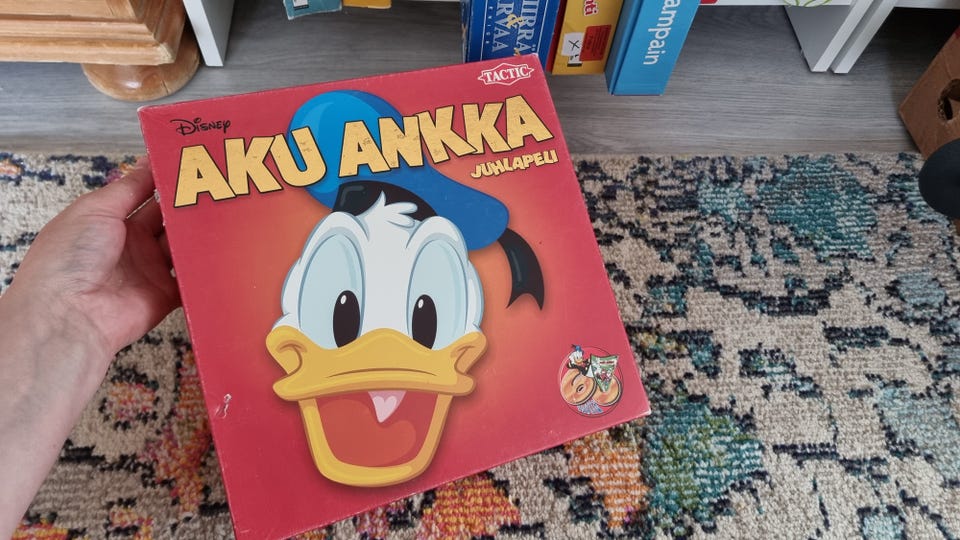 TACTIC
Disney
AKU ANKKA
JUHLAPELI
&